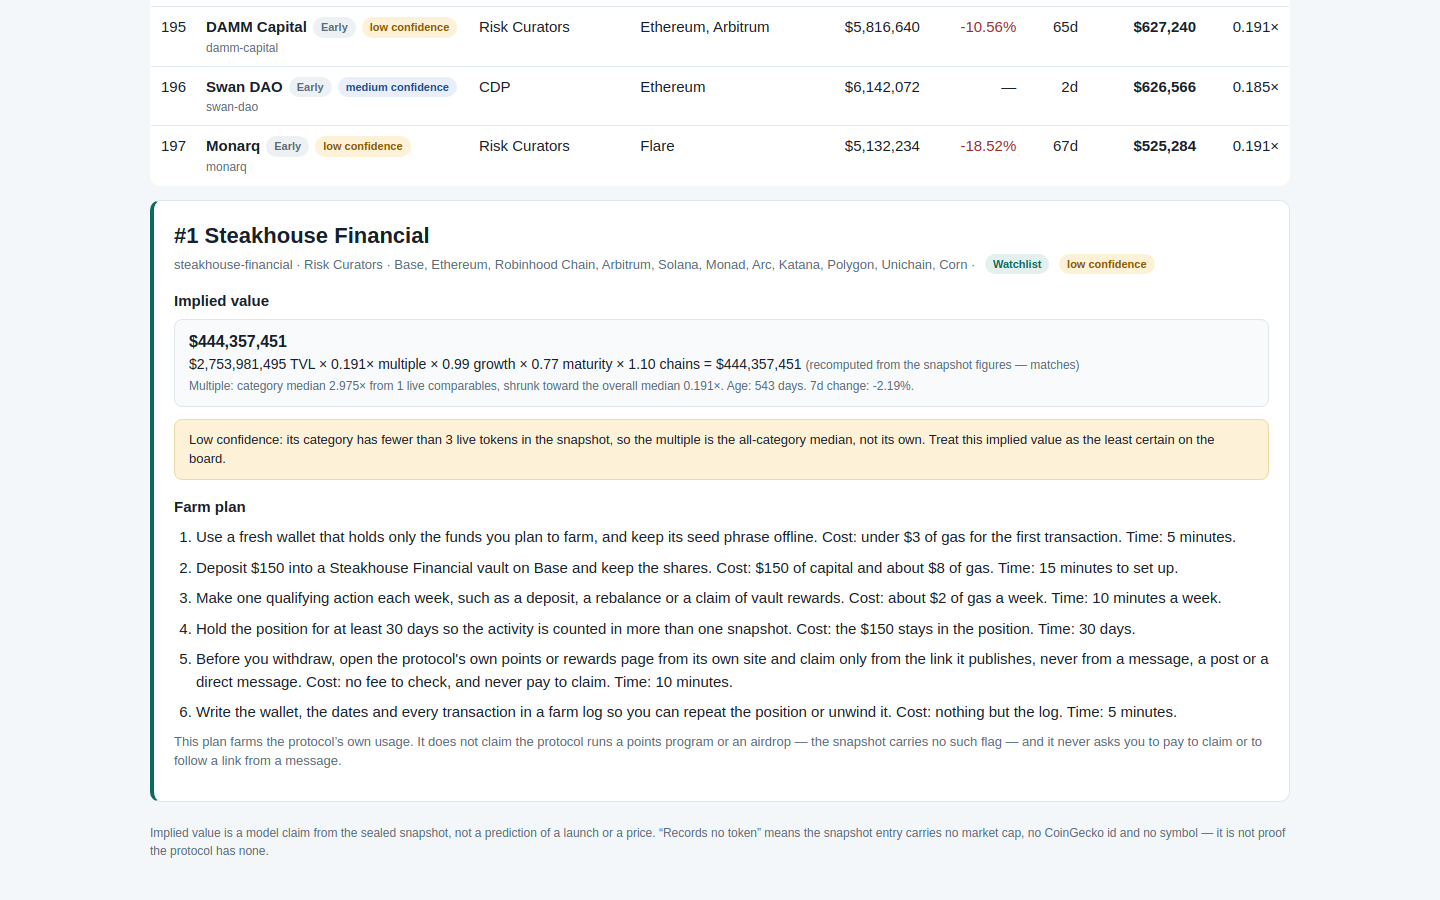 195 DAMM Capital Early low confidence Risk Curators Ethereum, Arbitrum $5,816,640 -10.56% 65d $627,240 0.191×
damm-capital
196 Swan DAO Early medium confidence CDP Ethereum $6,142,072 — 2d $626,566 0.185×
swan-dao
197 Monarq Early low confidence Risk Curators Flare $5,132,234 -18.52% 67d $525,284 0.191×
monarq
#1 Steakhouse Financial
steakhouse-financial · Risk Curators · Base, Ethereum, Robinhood Chain, Arbitrum, Solana, Monad, Arc, Katana, Polygon, Unichain, Corn · Watchlist low confidence
Implied value
$444,357,451
$2,753,981,495 TVL × 0.191× multiple × 0.99 growth × 0.77 maturity × 1.10 chains = $444,357,451 (recomputed from the snapshot figures — matches)
Multiple: category median 2.975× from 1 live comparables, shrunk toward the overall median 0.191×. Age: 543 days. 7d change: -2.19%.
Low confidence: its category has fewer than 3 live tokens in the snapshot, so the multiple is the all-category median, not its own. Treat this implied value as the least certain on the
board.
Farm plan
1. Use a fresh wallet that holds only the funds you plan to farm, and keep its seed phrase offline. Cost: under $3 of gas for the first transaction. Time: 5 minutes.
2. Deposit $150 into a Steakhouse Financial vault on Base and keep the shares. Cost: $150 of capital and about $8 of gas. Time: 15 minutes to set up.
3. Make one qualifying action each week, such as a deposit, a rebalance or a claim of vault rewards. Cost: about $2 of gas a week. Time: 10 minutes a week.
4. Hold the position for at least 30 days so the activity is counted in more than one snapshot. Cost: the $150 stays in the position. Time: 30 days.
5. Before you withdraw, open the protocol's own points or rewards page from its own site and claim only from the link it publishes, never from a message, a post or a
direct message. Cost: no fee to check, and never pay to claim. Time: 10 minutes.
6. Write the wallet, the dates and every transaction in a farm log so you can repeat the position or unwind it. Cost: nothing but the log. Time: 5 minutes.
This plan farms the protocol’s own usage. It does not claim the protocol runs a points program or an airdrop — the snapshot carries no such flag — and it never asks you to pay to claim or to
follow a link from a message.
Implied value is a model claim from the sealed snapshot, not a prediction of a launch or a price. “Records no token” means the snapshot entry carries no market cap, no CoinGecko id and no symbol — it is not proof
the protocol has none.